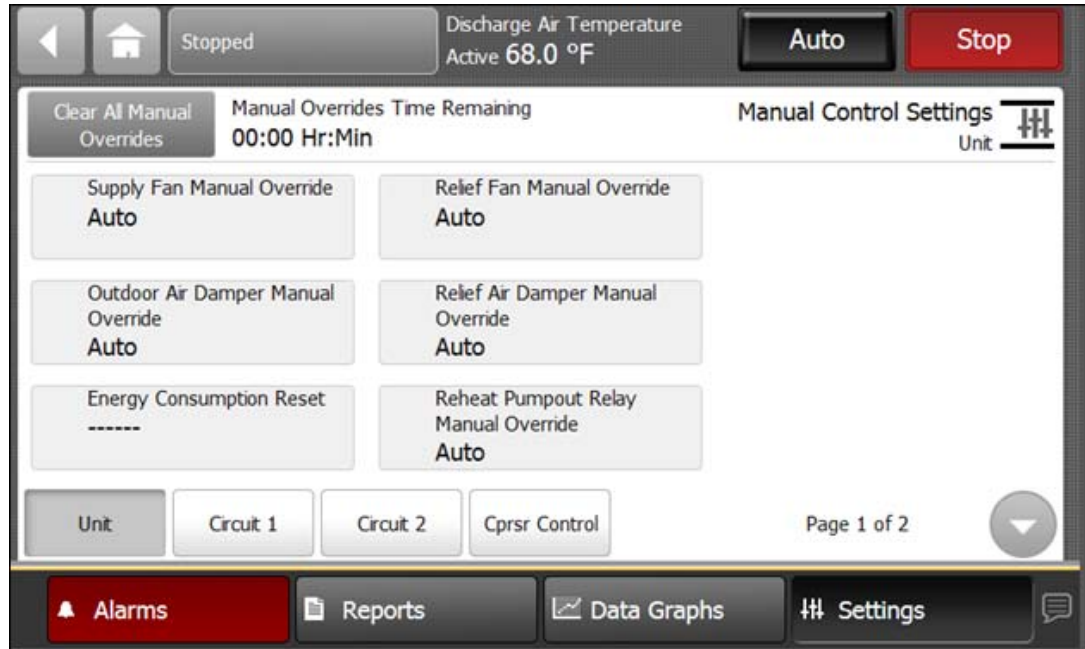 Stopped
Discharge Air Temperature
Active 68.0 °F
Auto
Stop
Clear All Manual
Overrides
Manual Overrides Time Remaining
00:00 Hr:Min
Manual Control Settings
Unit
Supply Fan Manual Override
Auto
Relief Fan Manual Override
Auto
Outdoor Air Damper Manual
Override
Auto
Relief Air Damper Manual
Override
Auto
Energy Consumption Reset
------
Reheat Pumpout Relay
Manual Override
Auto
Unit
Circuit 1
Circuit 2
Cprsr Control
Page 1 of 2
Alarms
Reports
Data Graphs
Settings